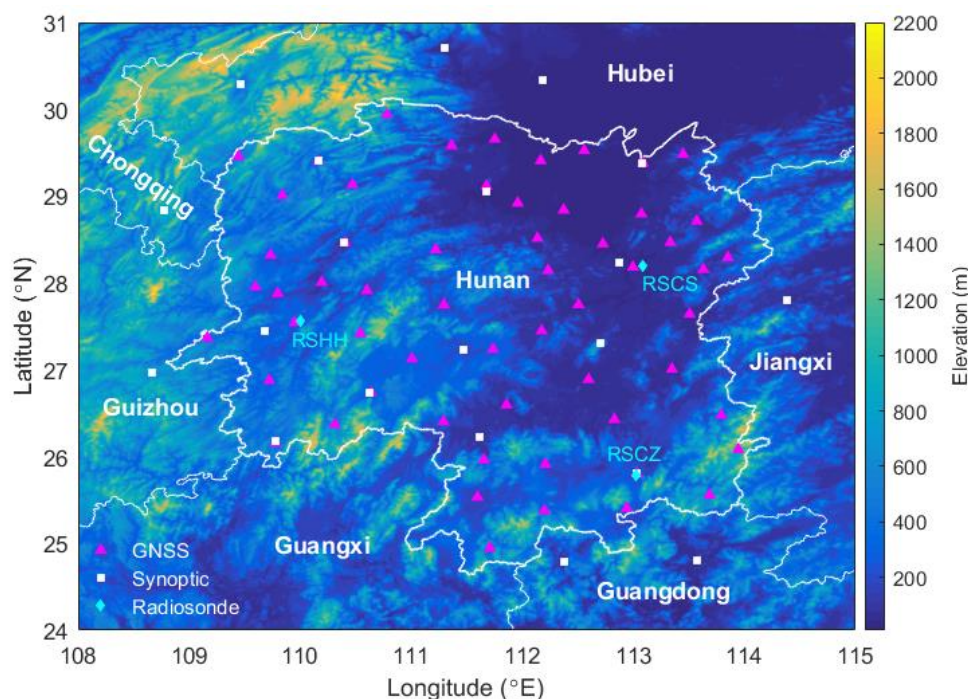 31
30
29
28
27
26
25
24
Latitude (°N)
108
109
110
111
112
113
114
115
Longitude (°E)
Hubei
Chongqing
Hunan
RSCS
RSHH
Jiangxi
Guizhou
RSCZ
Guangxi
Guangdong
GNSS
Synoptic
Radiosonde
2200
2000
1800
1600
1400
1200
1000
800
600
400
200
Elevation (m)